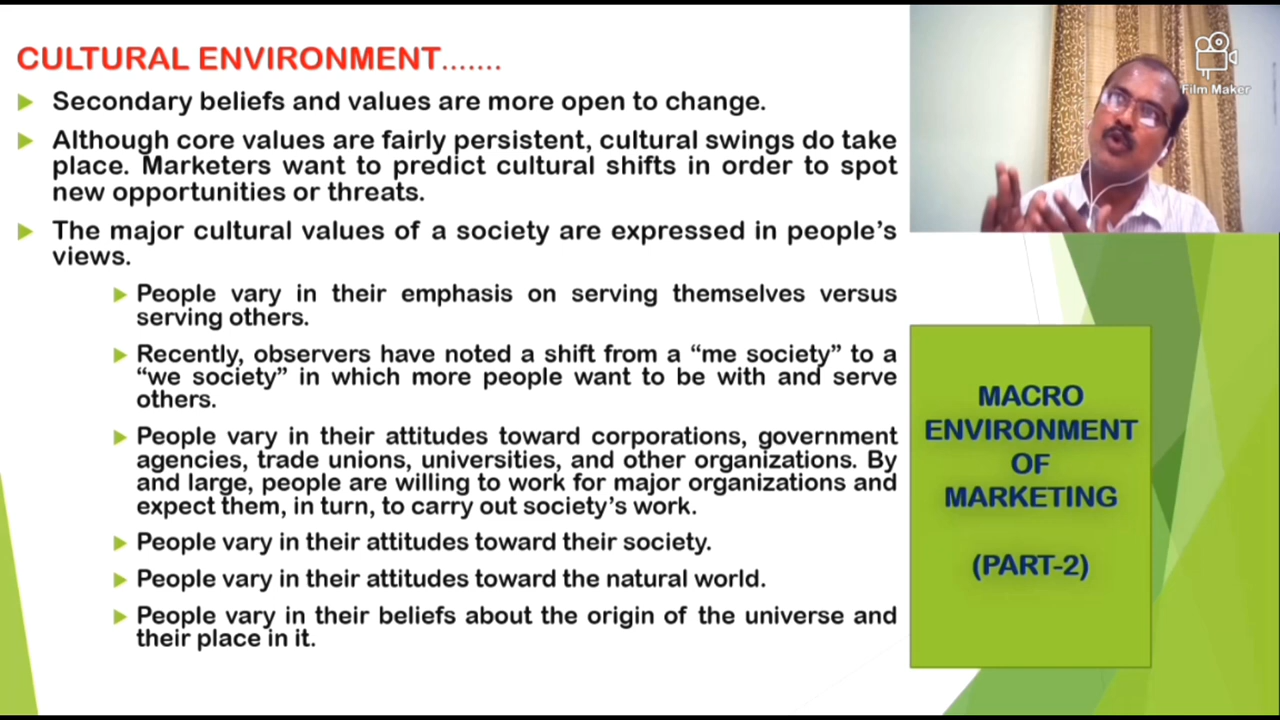 CULTURAL ENVIRONMENT.......
Secondary beliefs and values are more open to change.
Although core values are fairly persistent, cultural swings do take
place. Marketers want to predict cultural shifts in order to spot
new opportunities or threats.
The major cultural values of a society are expressed in people's
views.
People vary in their emphasis on serving themselves versus
serving others.
Recently, observers have noted a shift from a “me society” to a
“we society” in which more people want to be with and serve
others.
People vary in their attitudes toward corporations, government
agencies, trade unions, universities, and other organizations. By
and large, people are willing to work for major organizations and
expect them, in turn, to carry out society's work.
People vary in their attitudes toward their society.
People vary in their attitudes toward the natural world.
People vary in their beliefs about the origin of the universe and
their place in it.
Film Maker
MACRO
ENVIRONMENT
OF
MARKETING
(PART-2)